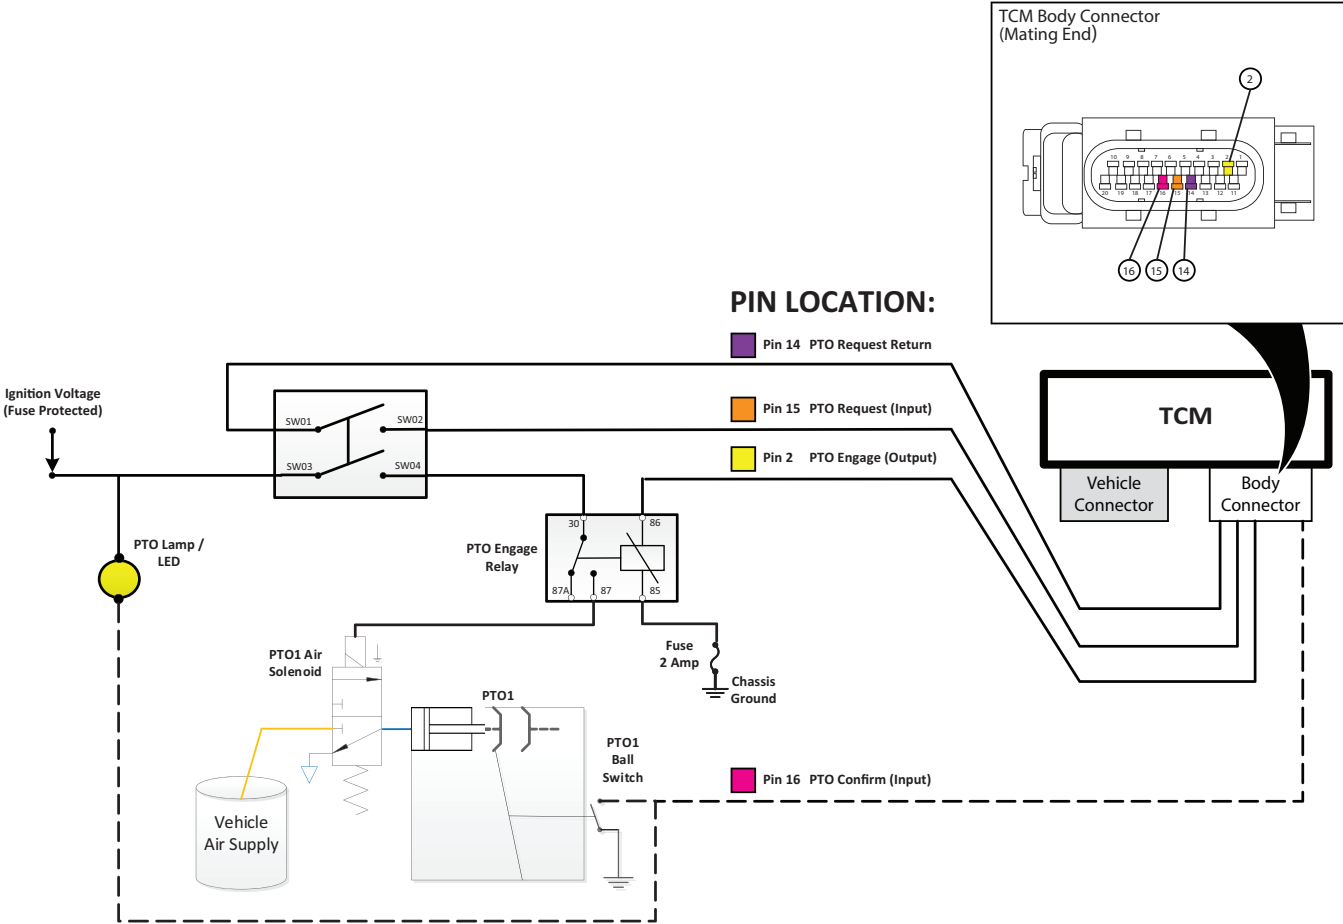 TCM Body Connector
(Mating End)
2
10 9 8 7 6 5 4 3 2 1
20 19 18 17 16 15 14 13 12 11
16 15 14
PIN LOCATION:
Pin 14 PTO Request Return
Ignition Voltage
(Fuse Protected)
Pin 15 PTO Request (Input)
SW01 SW02
TCM
Pin 2 PTO Engage (Output)
SW03 SW04
Vehicle
Connector
Body
Connector
PTO Lamp /
LED
PTO Engage
Relay
30 86
87A 87 85
Fuse
2 Amp
Chassis
Ground
PTO1 Air
Solenoid
PTO1
PTO1
Ball
Switch
Pin 16 PTO Confirm (Input)
Vehicle
Air Supply